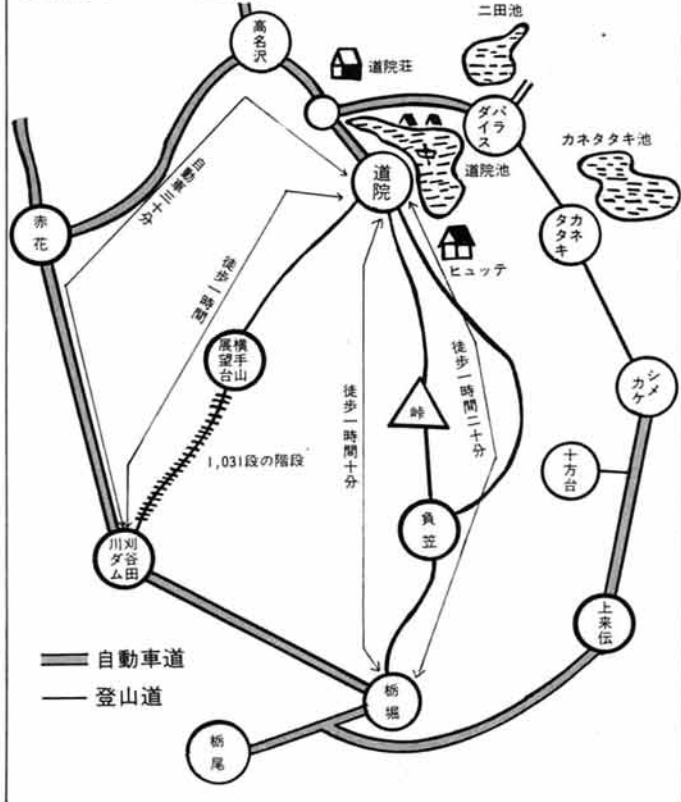 二田池
高名沢
道院荘
パラダイス
カネタタキ池
道院池
道院
自動車三十分
赤花
カネタタキ
ヒュッテ
徒歩一時間
横手山展望台
徒歩一時間二十分
シメカケ
徒歩一時間十分
峠
1,031段の階段
十方台
負笠
刈谷田川ダム
上来伝
自動車道
登山道
栃堀
栃尾